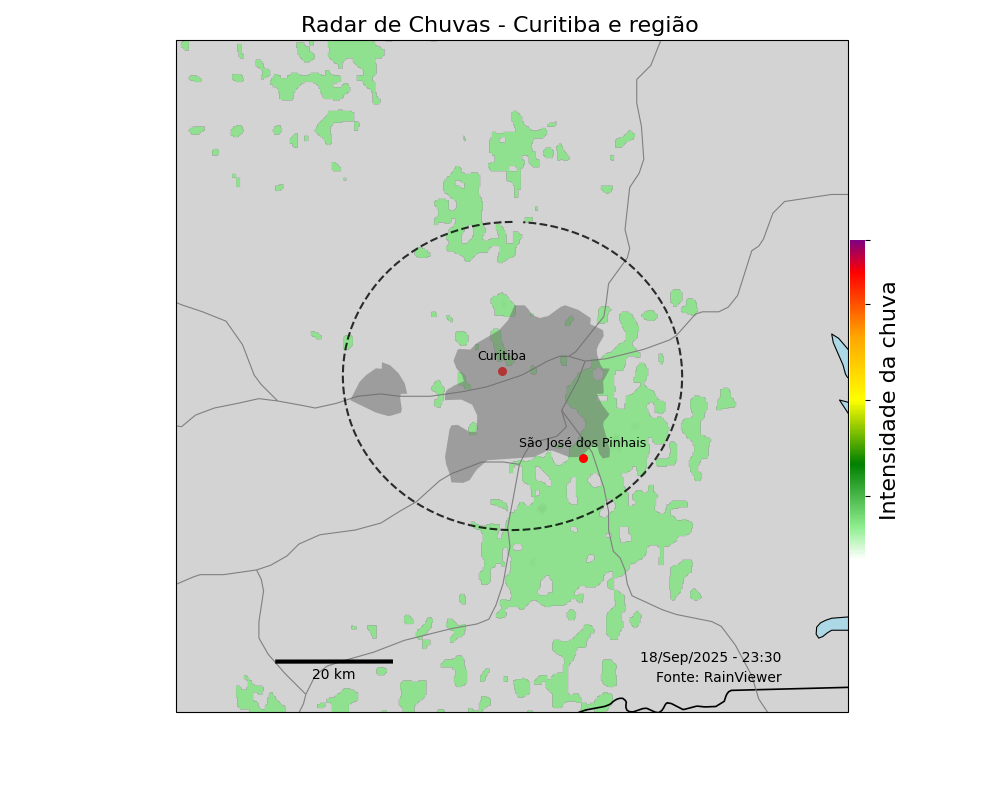 Radar de Chuvas - Curitiba e região
Curitiba
São José dos Pinhais
Intensidade da chuva
18/Sep/2025 - 23:30
Fonte: RainViewer
20 km